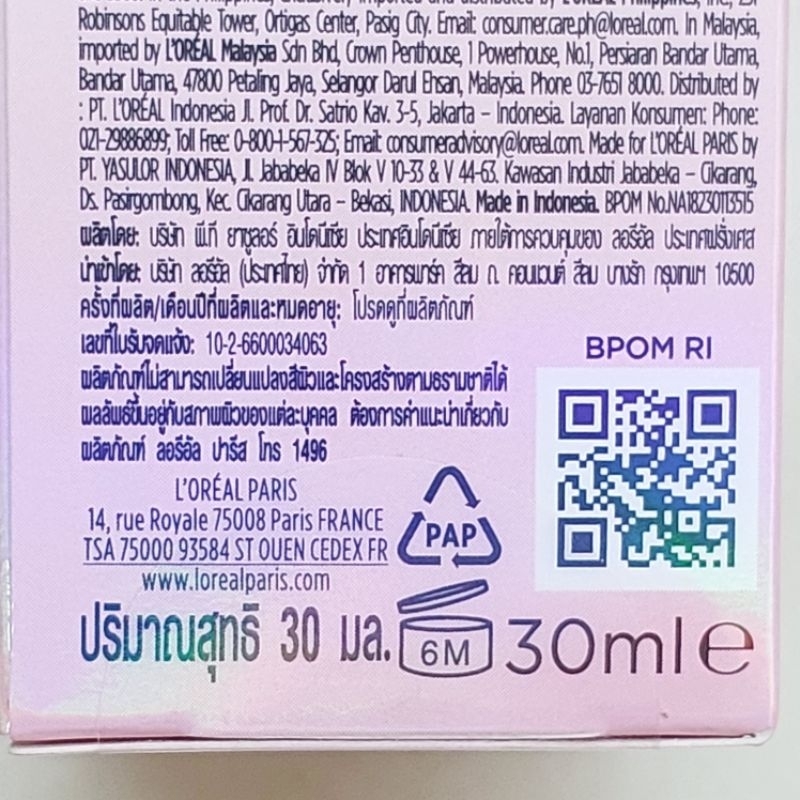 Robinsons Equitable Tower, Ortigas Center, Pasig City. Email: consumer.care.ph@loreal.com. In Malaysia,
imported by L'ORÉAL Malaysia Sdn Bhd, Crown Penthouse, 1 Powerhouse, No.1, Persiaran Bandar Utama,
Bandar Utama, 47800 Petaling Jaya, Selangor Darul Ehsan, Malaysia. Phone 03-7651 8000. Distributed by
: PT. L'ORÉAL Indonesia Jl. Prof. Dr. Satrio Kav. 3-5, Jakarta – Indonesia. Layanan Konsumen: Phone:
021-29886899; Toll Free: 0-800-1-567-325; Email: consumeradvisory@loreal.com. Made for L'ORÉAL PARIS by
PT. YASULOR INDONESIA, Jl. Jababeka IV Blok V 10-33 & V 44-63. Kawasan Industri Jababeka – Cikarang,
Ds. Pasirgombong, Kec. Cikarang Utara – Bekasi, INDONESIA. Made in Indonesia. BPOM No.NA18230113515
ผลิตโดย: บริษัท พี.ที ยาซูลอร์ อินโดนีเซีย ประเทศอินโดนีเซีย ภายใต้การควบคุมของ ลอรีอัล ประเทศฝรั่งเศส
นำเข้าโดย: บริษัท ลอรีอัล (ประเทศไทย) จำกัด 1 อาคารปาร์ค สีลม ถ. คอนแวนต์ สีลม บางรัก กรุงเทพฯ 10500
ครั้งที่ผลิต/เดือนปีที่ผลิตและหมดอายุ: โปรดดูที่ผลิตภัณฑ์
เลขที่ใบรับจดแจ้ง: 10-2-6600034063
ผลิตภัณฑ์ไม่สามารถเปลี่ยนแปลงสีผิวและโครงสร้างตามธรรมชาติได้
ผลลัพธ์ขึ้นอยู่กับสภาพผิวของแต่ละบุคคล ต้องการคำแนะนำเกี่ยวกับ
ผลิตภัณฑ์ ลอรีอัล ปารีส โทร 1496
BPOM RI
L'ORÉAL PARIS
14, rue Royale 75008 Paris FRANCE
TSA 75000 93584 ST OUEN CEDEX FR
www.lorealparis.com
PAP
ปริมาณสุทธิ 30 มล.
6M
30ml e